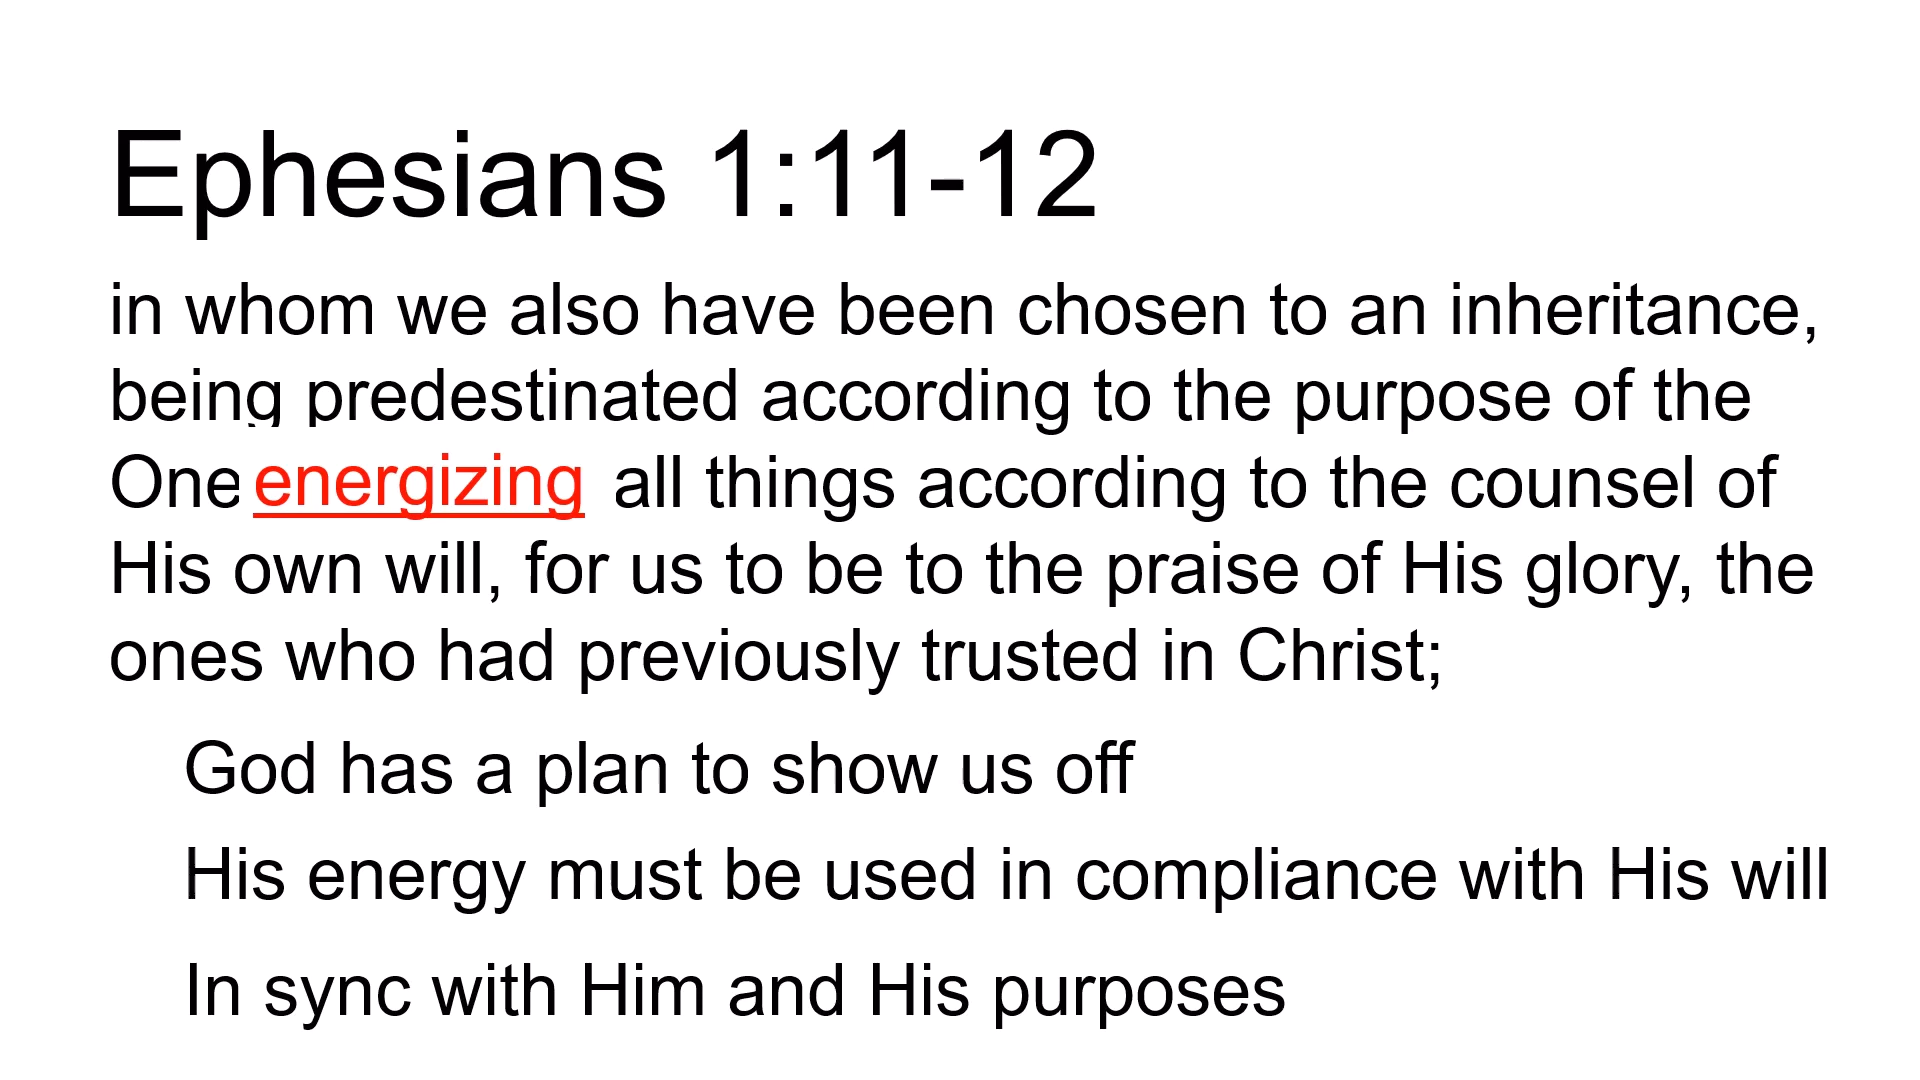 Ephesians 1:11-12
in whom we also have been chosen to an inheritance,
being predestinated according to the purpose of the
One energizing all things according to the counsel of
His own will, for us to be to the praise of His glory, the
ones who had previously trusted in Christ;
God has a plan to show us off
His energy must be used in compliance with His will
In sync with Him and His purposes